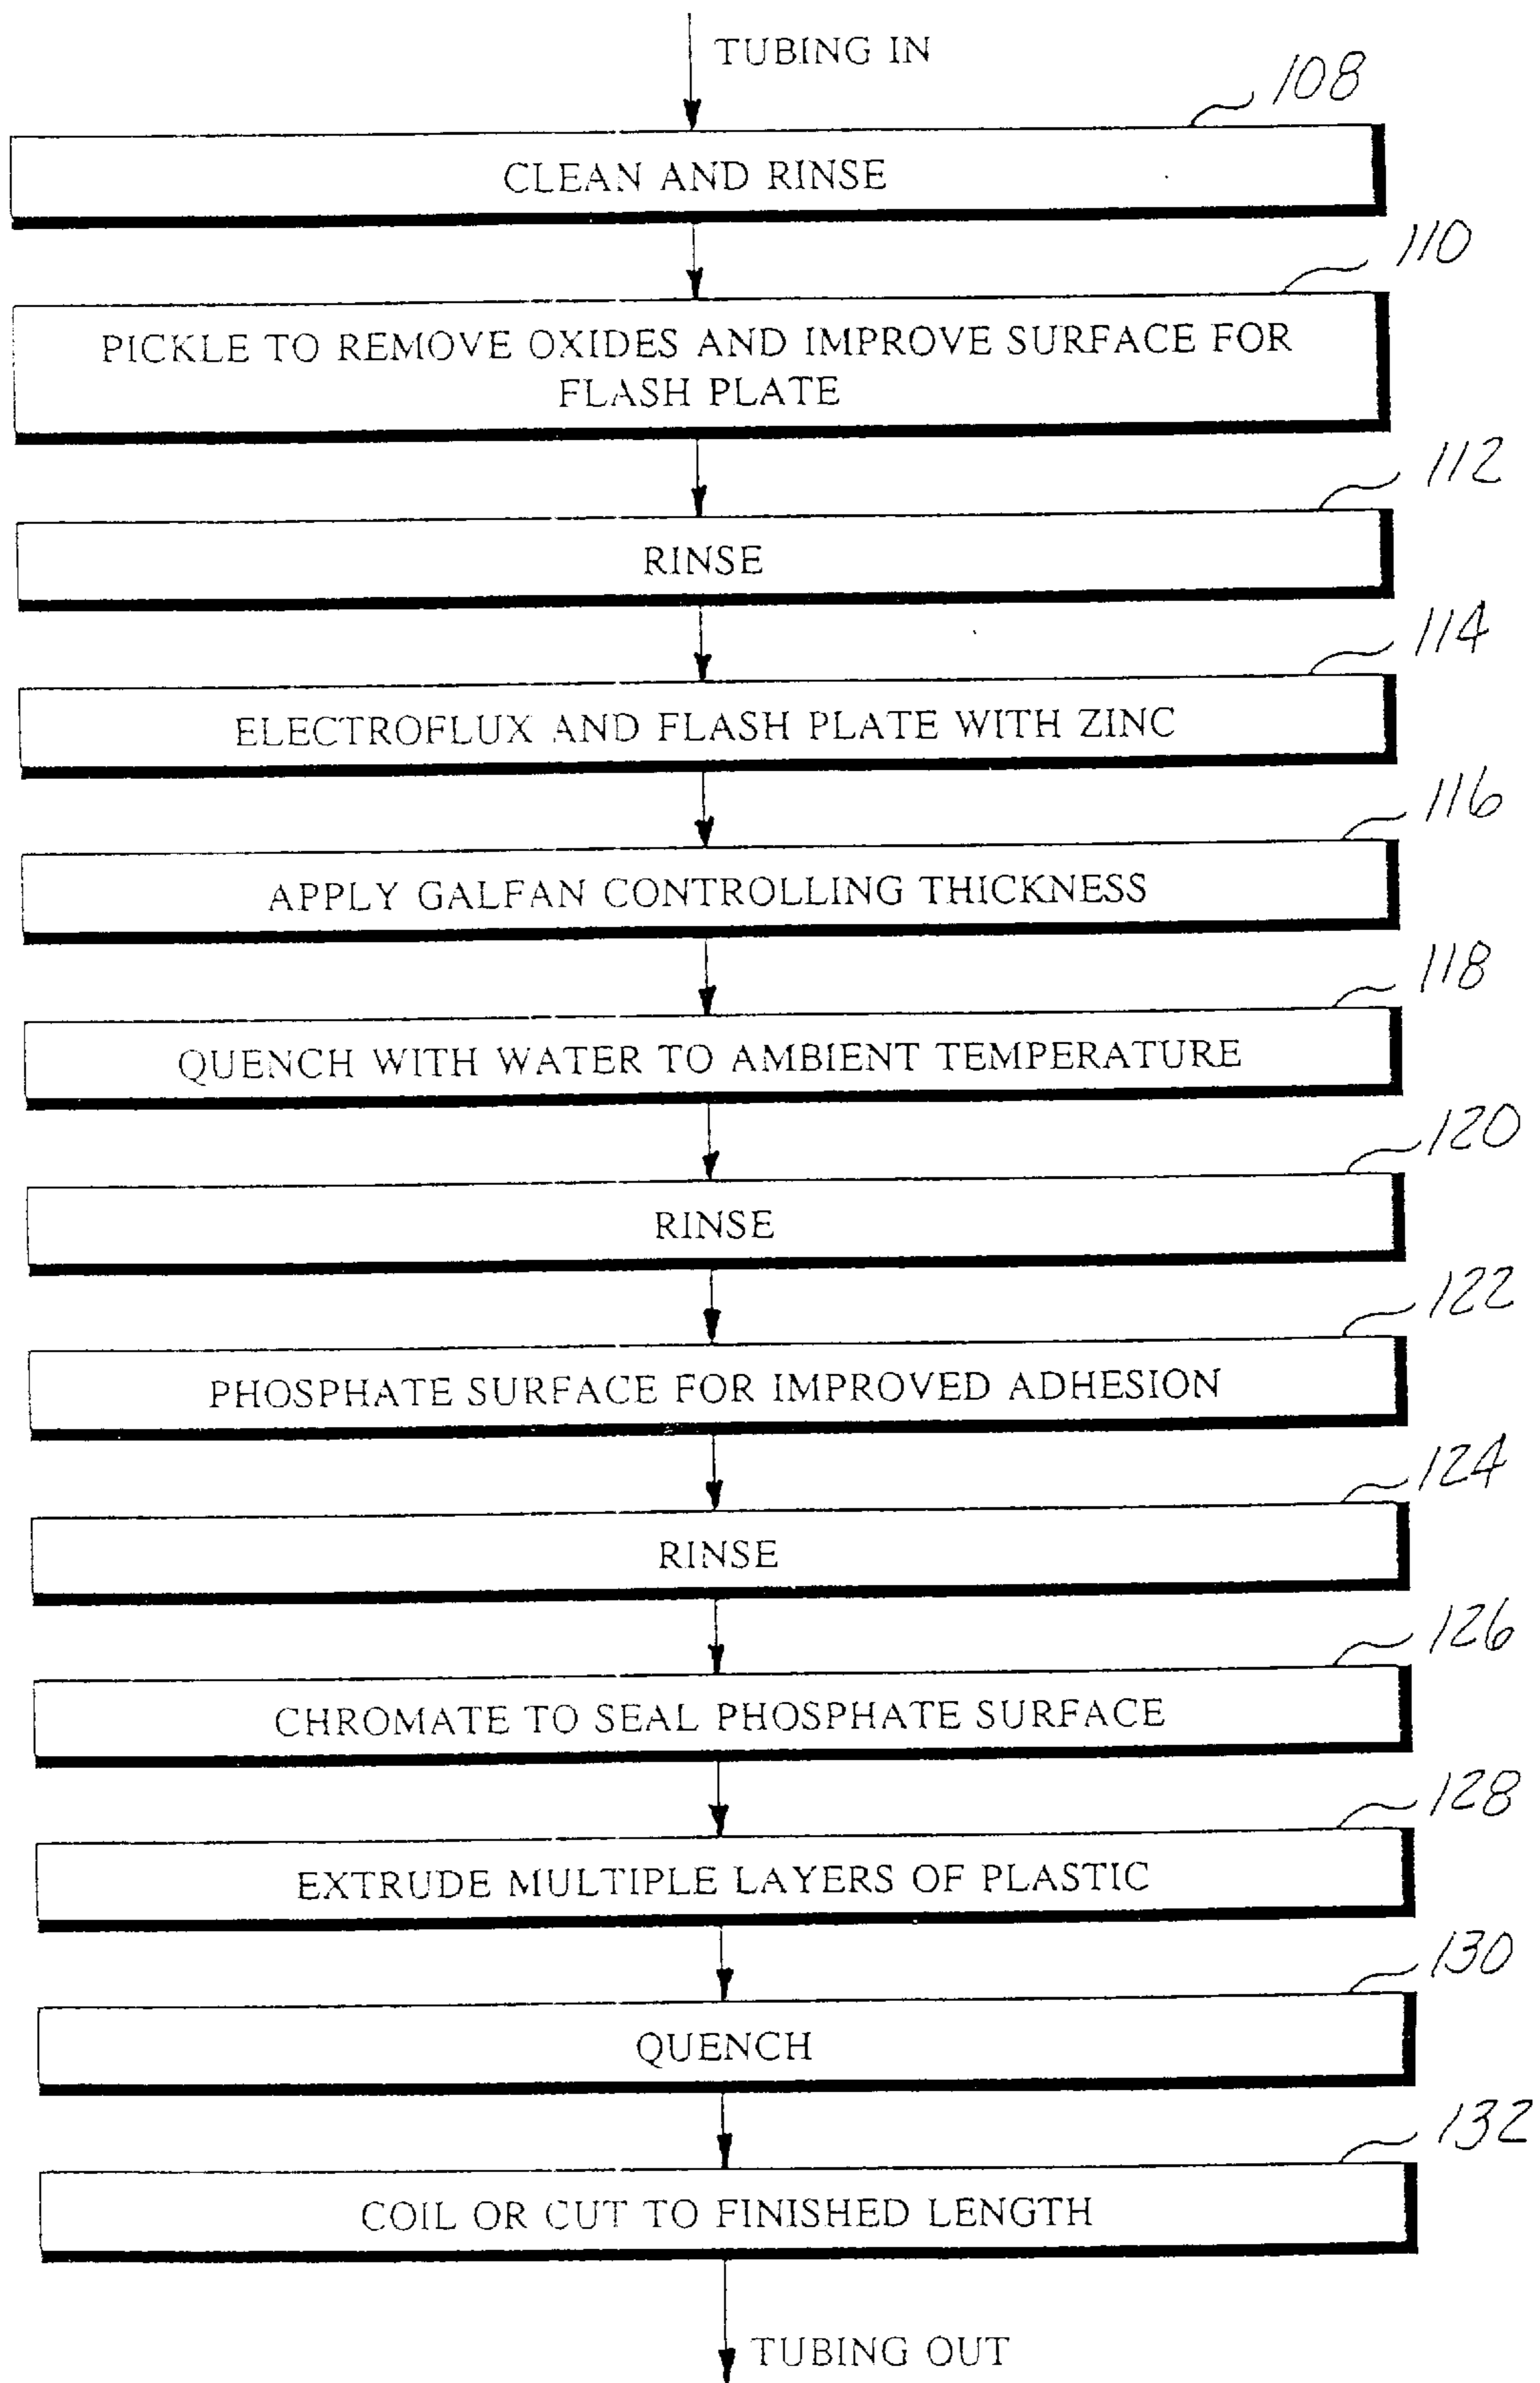 TUBING IN
108
CLEAN AND RINSE
110
PICKLE TO REMOVE OXIDES AND IMPROVE SURFACE FOR
FLASH PLATE
112
RINSE
114
ELECTROFLUX AND FLASH PLATE WITH ZINC
116
APPLY GALFAN CONTROLLING THICKNESS
118
QUENCH WITH WATER TO AMBIENT TEMPERATURE
120
RINSE
122
PHOSPHATE SURFACE FOR IMPROVED ADHESION
124
RINSE
126
CHROMATE TO SEAL PHOSPHATE SURFACE
128
EXTRUDE MULTIPLE LAYERS OF PLASTIC
130
QUENCH
132
COIL OR CUT TO FINISHED LENGTH
TUBING OUT